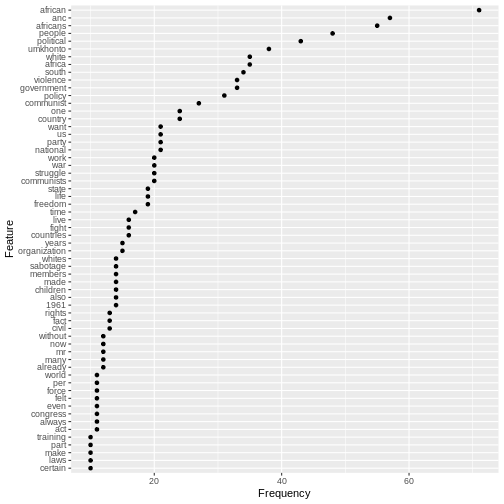 african
anc
africans
people
political
umkhonto
white
africa
south
violence
government
policy
communist
one
country
want
us
party
national
work
war
struggle
communists
state
life
freedom
time
live
fight
countries
years
organization
whites
sabotage
members
made
children
also
1961
rights
fact
civil
without
now
mr
many
already
world
per
force
felt
even
congress
always
act
training
part
make
laws
certain
Feature
20
40
60
Frequency